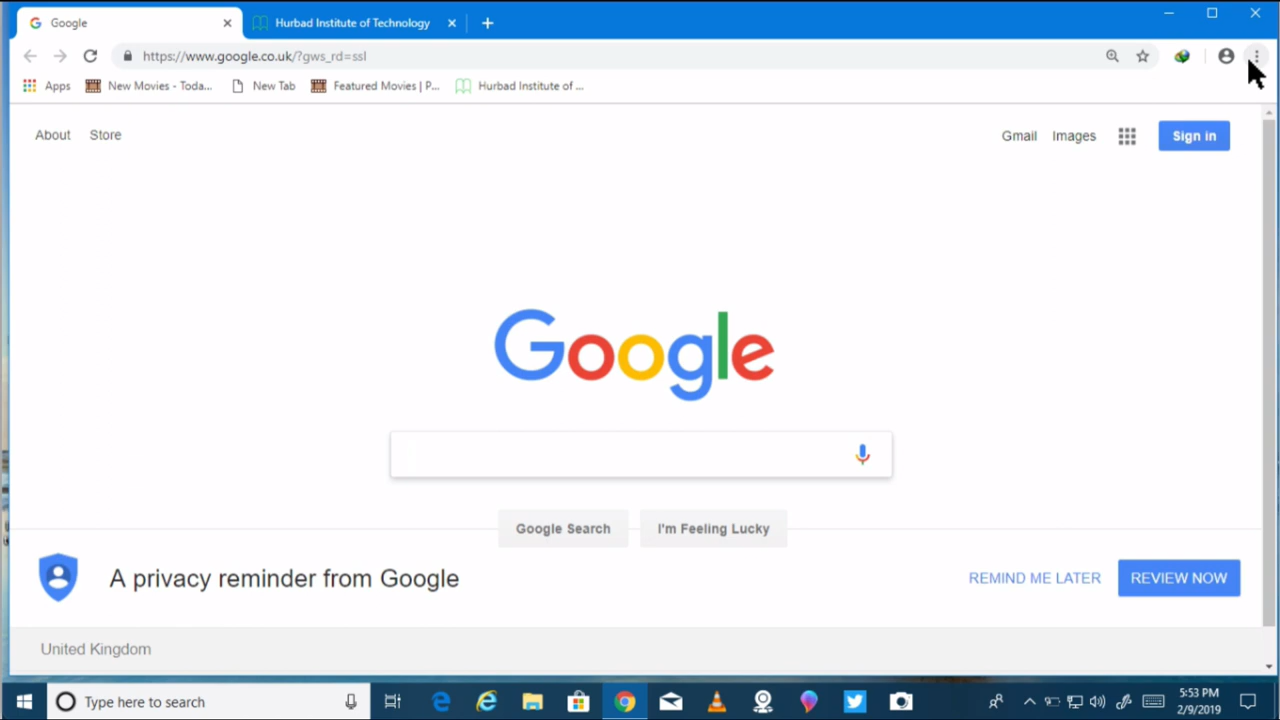 Google
Hurbad Institute of Technology
https://www.google.co.uk/?gws_rd=ssl
Apps
New Movies - Toda...
New Tab
Featured Movies | P...
Hurbad Institute of ...
About
Store
Gmail
Images
Sign in
Google
Google Search
I'm Feeling Lucky
A privacy reminder from Google
REMIND ME LATER
REVIEW NOW
United Kingdom
Type here to search
5:53 PM
2/9/2019